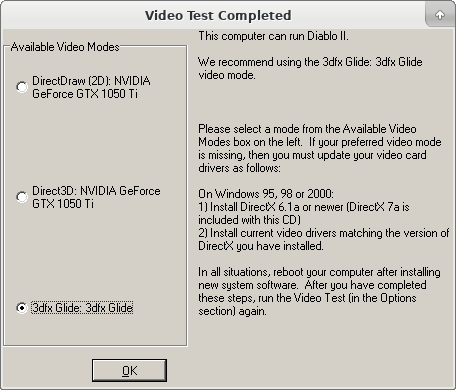 Video Test Completed
Available Video Modes
DirectDraw (2D): NVIDIA
GeForce GTX 1050 Ti
Direct3D: NVIDIA GeForce
GTX 1050 Ti
3dfx Glide: 3dfx Glide
This computer can run Diablo II.
We recommend using the 3dfx Glide: 3dfx Glide
video mode.
Please select a mode from the Available Video
Modes box on the left.  If your preferred video mode
is missing, then you must update your video card
drivers as follows:
On Windows 95, 98 or 2000:
1) Install DirectX 6.1a or newer (DirectX 7a is
included with this CD)
2) Install current video drivers matching the version of
DirectX you have installed.
In all situations, reboot your computer after installing
new system software.  After you have completed
these steps, run the Video Test (in the Options
section) again.
OK